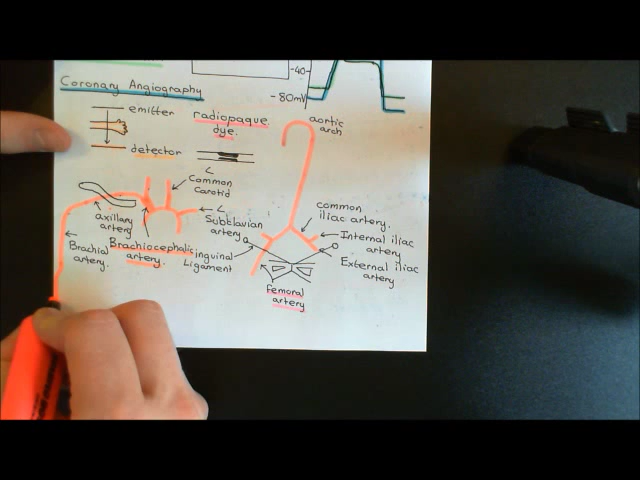 -40
-80mV
Coronary Angiography
emitter
radiopaque
dye.
detector
aortic
arch
L
Common
Carotid
L
Subclavian
artery
axillary
artery
Brachiocephalic
artery.
Brachial
artery.
inguinal
Ligament
common
iliac artery.
Internal iliac
artery
External iliac
artery
Femoral
artery